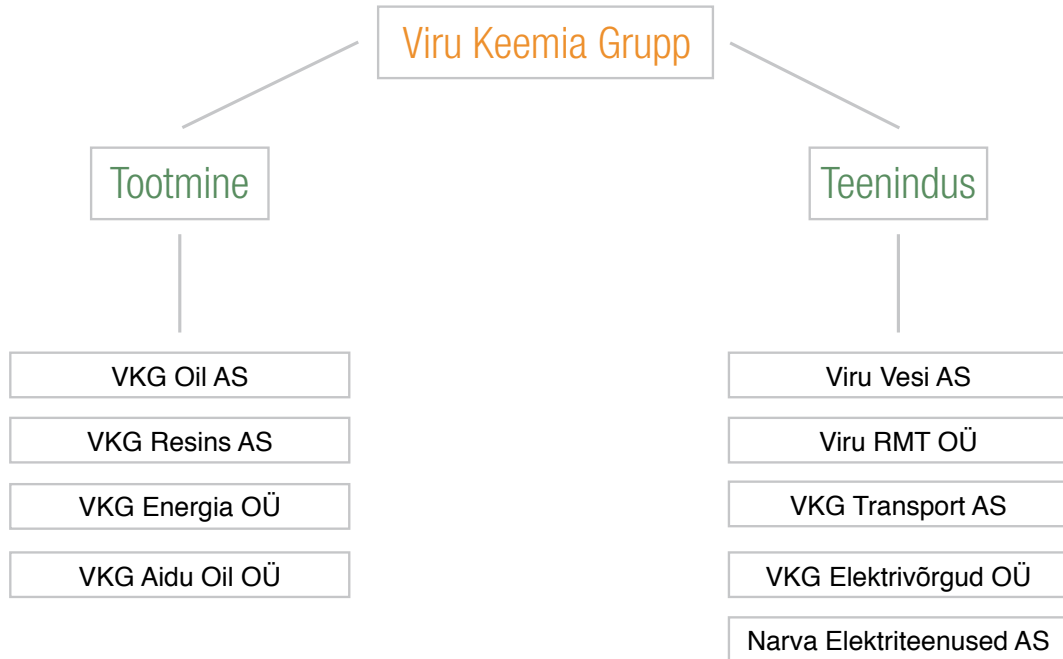 Viru Keemia Grupp
Tootmine
VKG Oil AS
VKG Resins AS
VKG Energia OÜ
VKG Aidu Oil OÜ
Teenindus
Viru Vesi AS
Viru RMT OÜ
VKG Transport AS
VKG Elektrivõrgud OÜ
Narva Elektriteenused AS